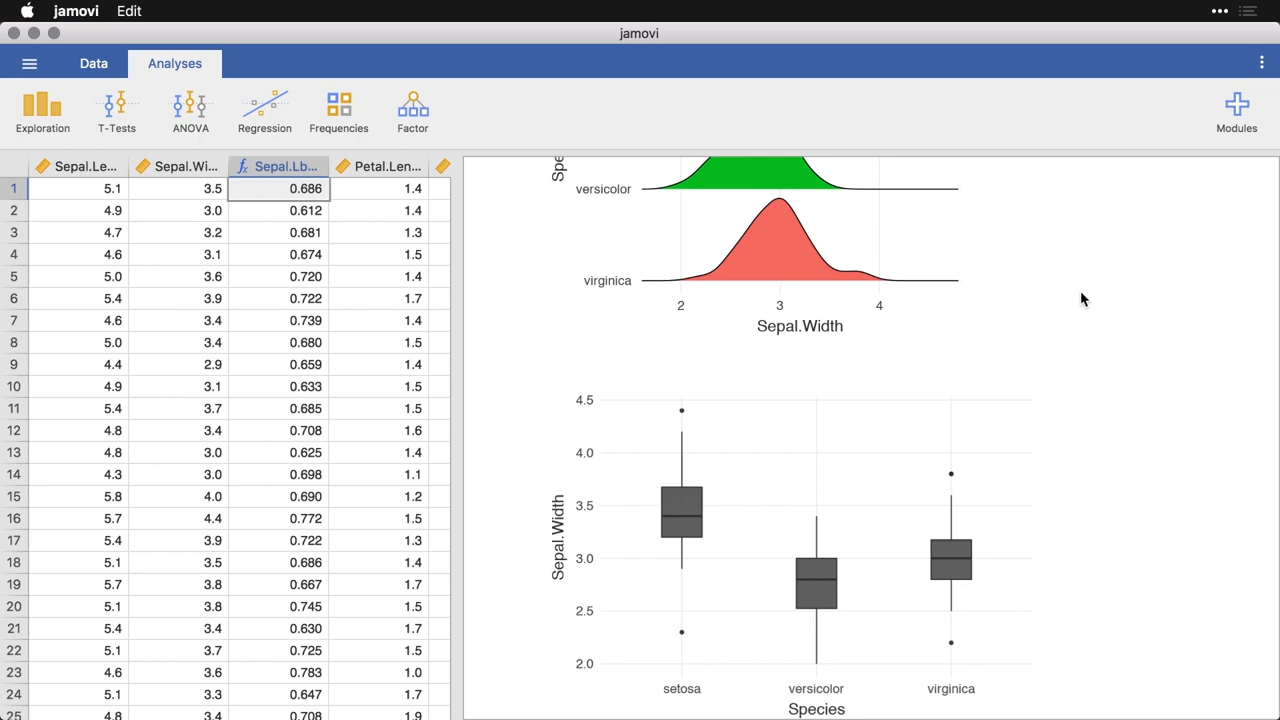 jamovi Edit
jamovi
Data Analyses
Exploration T-Tests ANOVA Regression Frequencies Factor Modules
Sepal.Le... Sepal.Wi... fx Sepal.Lb... Petal.Len...
1 5.1 3.5 0.686 1.4
2 4.9 3.0 0.612 1.4
3 4.7 3.2 0.681 1.3
4 4.6 3.1 0.674 1.5
5 5.0 3.6 0.720 1.4
6 5.4 3.9 0.722 1.7
7 4.6 3.4 0.739 1.4
8 5.0 3.4 0.680 1.5
9 4.4 2.9 0.659 1.4
10 4.9 3.1 0.633 1.5
11 5.4 3.7 0.685 1.5
12 4.8 3.4 0.708 1.6
13 4.8 3.0 0.625 1.4
14 4.3 3.0 0.698 1.1
15 5.8 4.0 0.690 1.2
16 5.7 4.4 0.772 1.5
17 5.4 3.9 0.722 1.3
18 5.1 3.5 0.686 1.4
19 5.7 3.8 0.667 1.7
20 5.1 3.8 0.745 1.5
21 5.4 3.4 0.630 1.7
22 5.1 3.7 0.725 1.5
23 4.6 3.6 0.783 1.0
24 5.1 3.3 0.647 1.7
25 4.8 3.4 0.708 1.9
Spe
versicolor
virginica
2 3 4
Sepal.Width
4.5
4.0
3.5
3.0
2.5
2.0
Sepal.Width
setosa versicolor virginica
Species